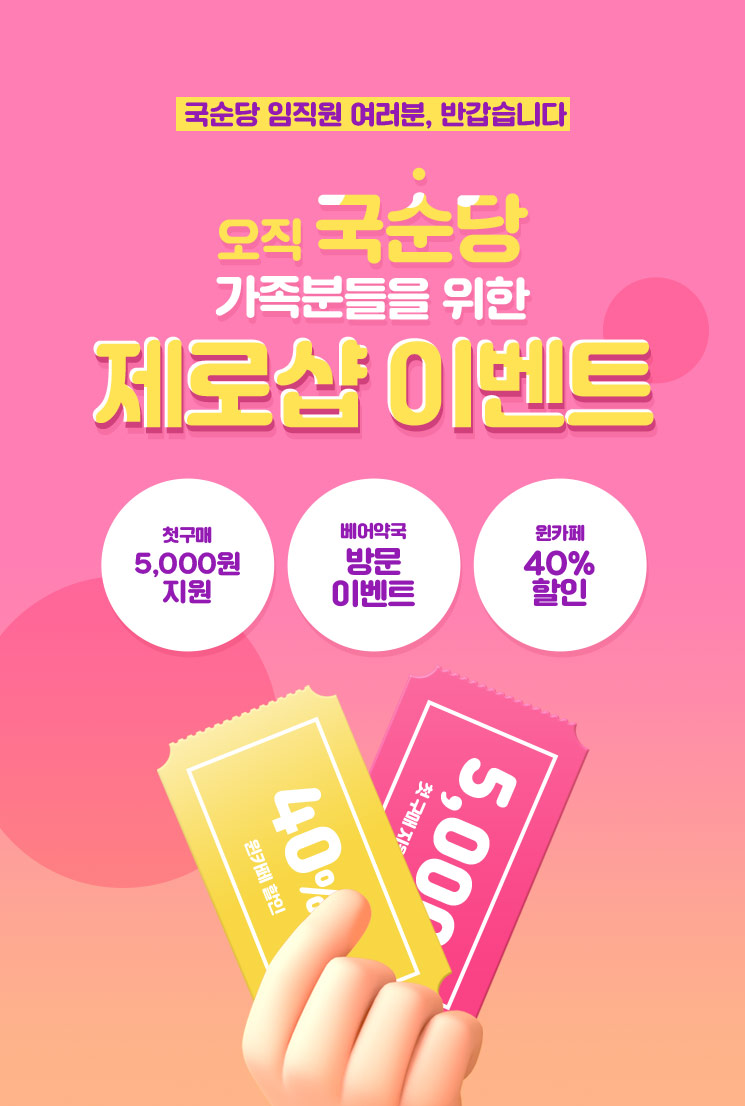 국순당 임직원 여러분, 반갑습니다
오직 국순당
가족분들을 위한
제로샵 이벤트
첫구매
5,000원
지원
베어약국
방문
이벤트
윈카페
40%
할인
40%
윈카페 할인
5,000
첫구매 지원